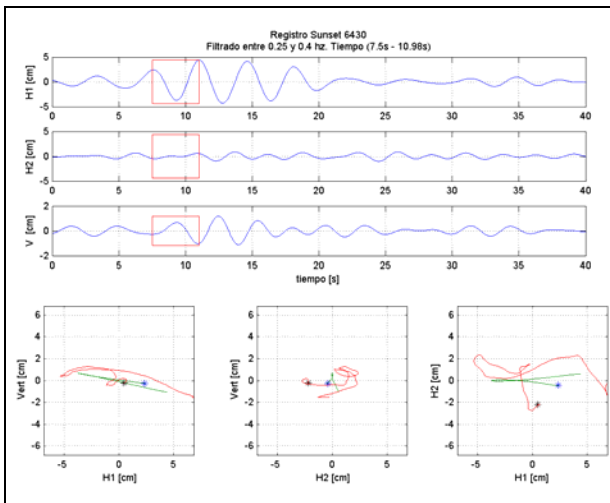 Registro Sunset 6430
Filtrado entre 0.25 y 0.4 hz. Tiempo (7.5s - 10.98s)
H1 [cm]
5
0
-5
0 5 10 15 20 25 30 35 40
H2 [cm]
5
0
-5
0 5 10 15 20 25 30 35 40
V [cm]
2
0
-2
0 5 10 15 20 25 30 35 40
tiempo [s]
Vert [cm]
6
4
2
0
-2
-4
-6
-5 0 5
H1 [cm]
Vert [cm]
6
4
2
0
-2
-4
-6
-5 0 5
H2 [cm]
H2 [cm]
6
4
2
0
-2
-4
-6
-5 0 5
H1 [cm]